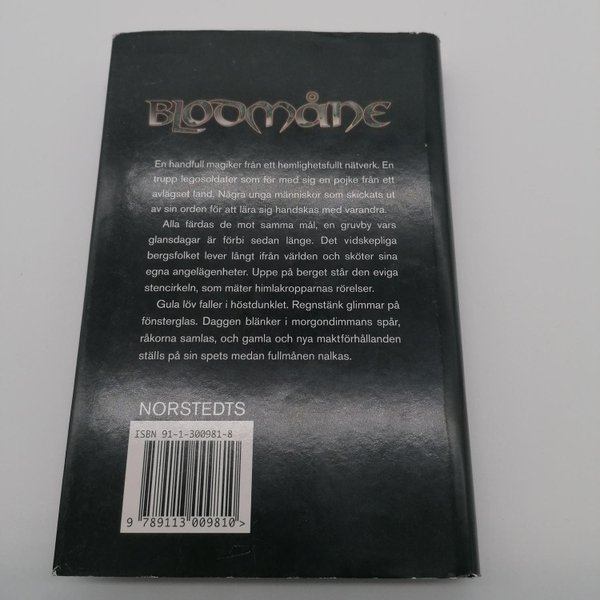 BLODMÅNE
En handfull magiker från ett hemlighetsfullt nätverk. En
trupp legosoldater som för med sig en pojke från ett
avlägset land. Några unga människor som skickats ut
av sin orden för att lära sig handskas med varandra.
Alla färdas de mot samma mål, en gruvby vars
glansdagar är förbi sedan länge. Det vidskepliga
bergsfolket lever långt ifrån världen och sköter sina
egna angelägenheter. Uppe på berget står den eviga
stencirkeln, som mäter himlakropparnas rörelser.
Gula löv faller i höstdunklet. Regnstänk glimmar på
fönsterglas. Daggen blänker i morgondimmans spår,
råkorna samlas, och gamla och nya maktförhållanden
ställs på sin spets medan fullmånen nalkas.
NORSTEDTS
ISBN 91-1-300981-8
9 789113 009810>